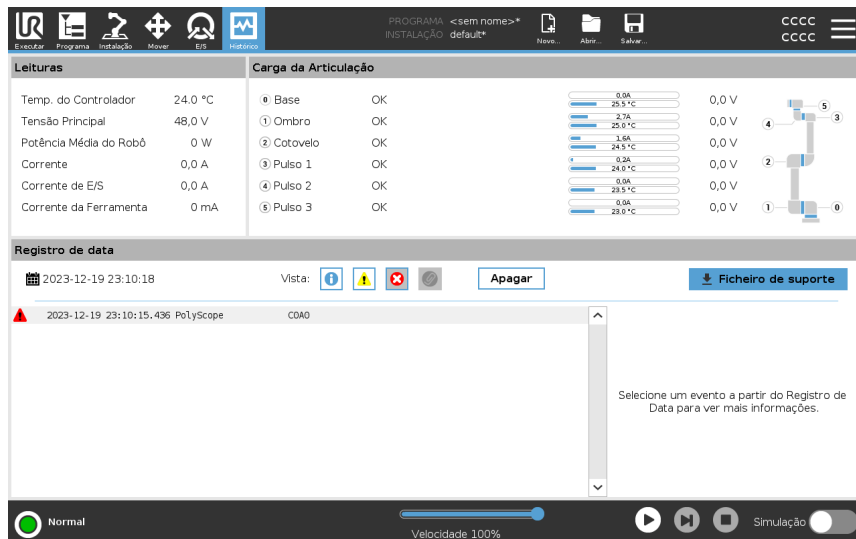 UR
PROGRAMA <sem nome>*
INSTALAÇÃO default*
CCCC
CCCC
Executar Programa Instalação Mover E/S Histórico
Novo... Abrir... Salvar...
Leituras
Carga da Articulação
Temp. do Controlador 24.0 °C
Tensão Principal 48,0 V
Potência Média do Robô 0 W
Corrente 0,0 A
Corrente de E/S 0,0 A
Corrente da Ferramenta 0 mA
0 Base OK 0,0A 25.5 °C 0,0 V
1 Ombro OK 2,7A 25.0 °C 0,0 V
2 Cotovelo OK 1,6A 24.5 °C 0,0 V
3 Pulso 1 OK 0,2A 24.0 °C 0,0 V
4 Pulso 2 OK 0,0A 23.5 °C 0,0 V
5 Pulso 3 OK 0,0A 23.0 °C 0,0 V
5
4 3
2
1 0
Registro de data
2023-12-19 23:10:18 Vista: Apagar Ficheiro de suporte
2023-12-19 23:10:15.436 PolyScope C0A0
Selecione um evento a partir do Registro de
Data para ver mais informações.
Normal
Velocidade 100%
Simulação